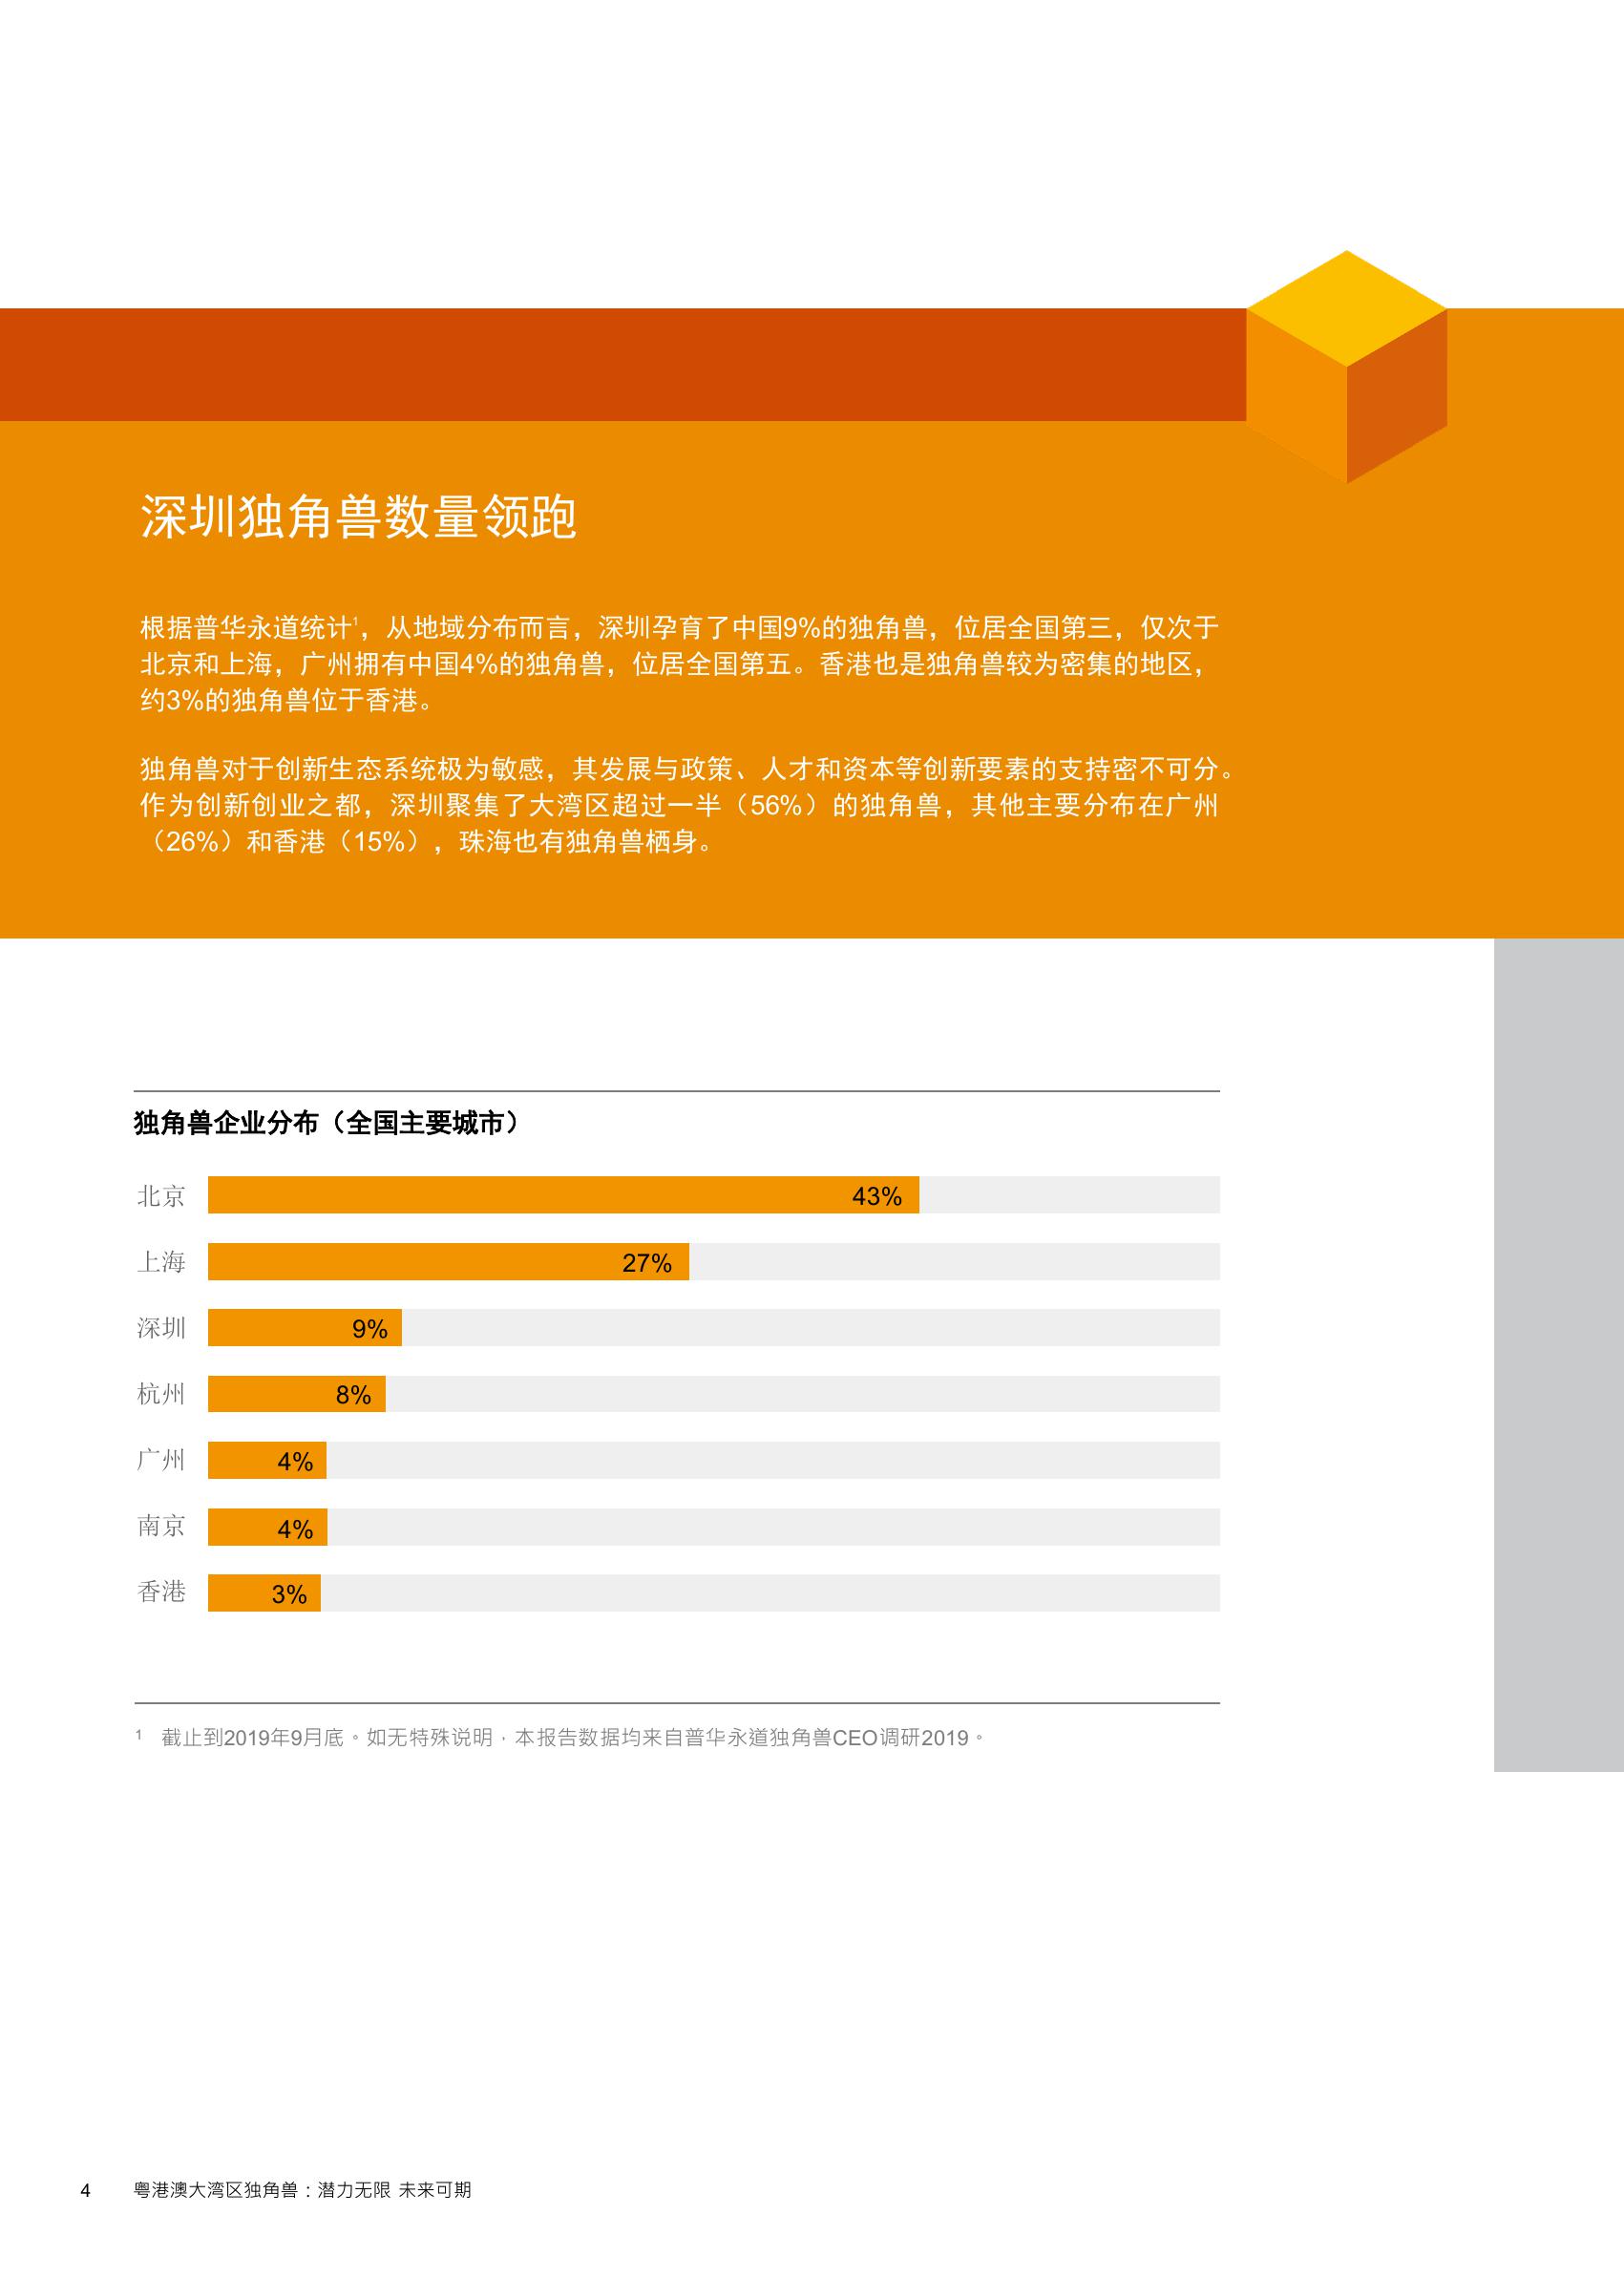 深圳独角兽数量领跑
根据普华永道统计1，从地域分布而言，深圳孕育了中国9%的独角兽，位居全国第三，仅次于
北京和上海，广州拥有中国4%的独角兽，位居全国第五。香港也是独角兽较为密集的地区，
约3%的独角兽位于香港。
独角兽对于创新生态系统极为敏感，其发展与政策、人才和资本等创新要素的支持密不可分。
作为创新创业之都，深圳聚集了大湾区超过一半（56%）的独角兽，其他主要分布在广州
（26%）和香港（15%），珠海也有独角兽栖身。
独角兽企业分布（全国主要城市）
北京 43%
上海 27%
深圳 9%
杭州 8%
广州 4%
南京 4%
香港 3%
1 截止到2019年9月底。如无特殊说明，本报告数据均来自普华永道独角兽CEO调研2019。
4 粤港澳大湾区独角兽：潜力无限 未来可期